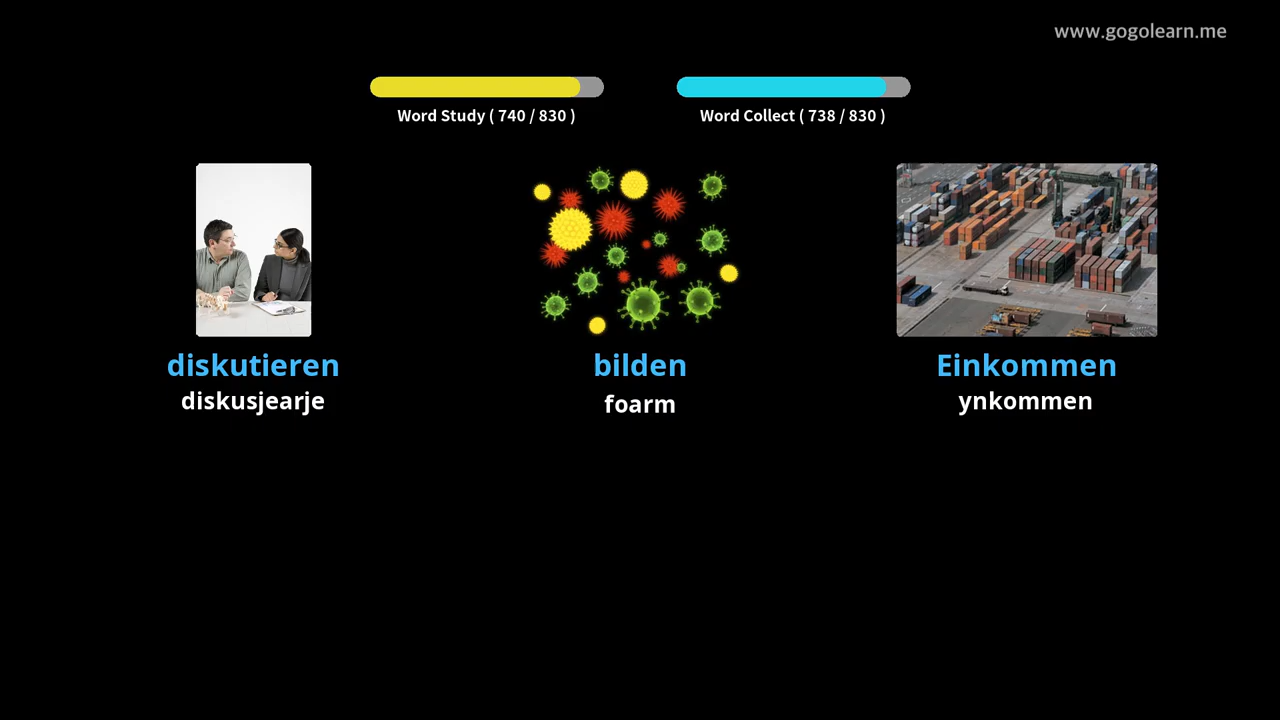 www.gogolearn.me
Word Study ( 740 / 830 )
Word Collect ( 738 / 830 )
diskutieren
diskusjearje
bilden
foarm
Einkommen
ynkommen